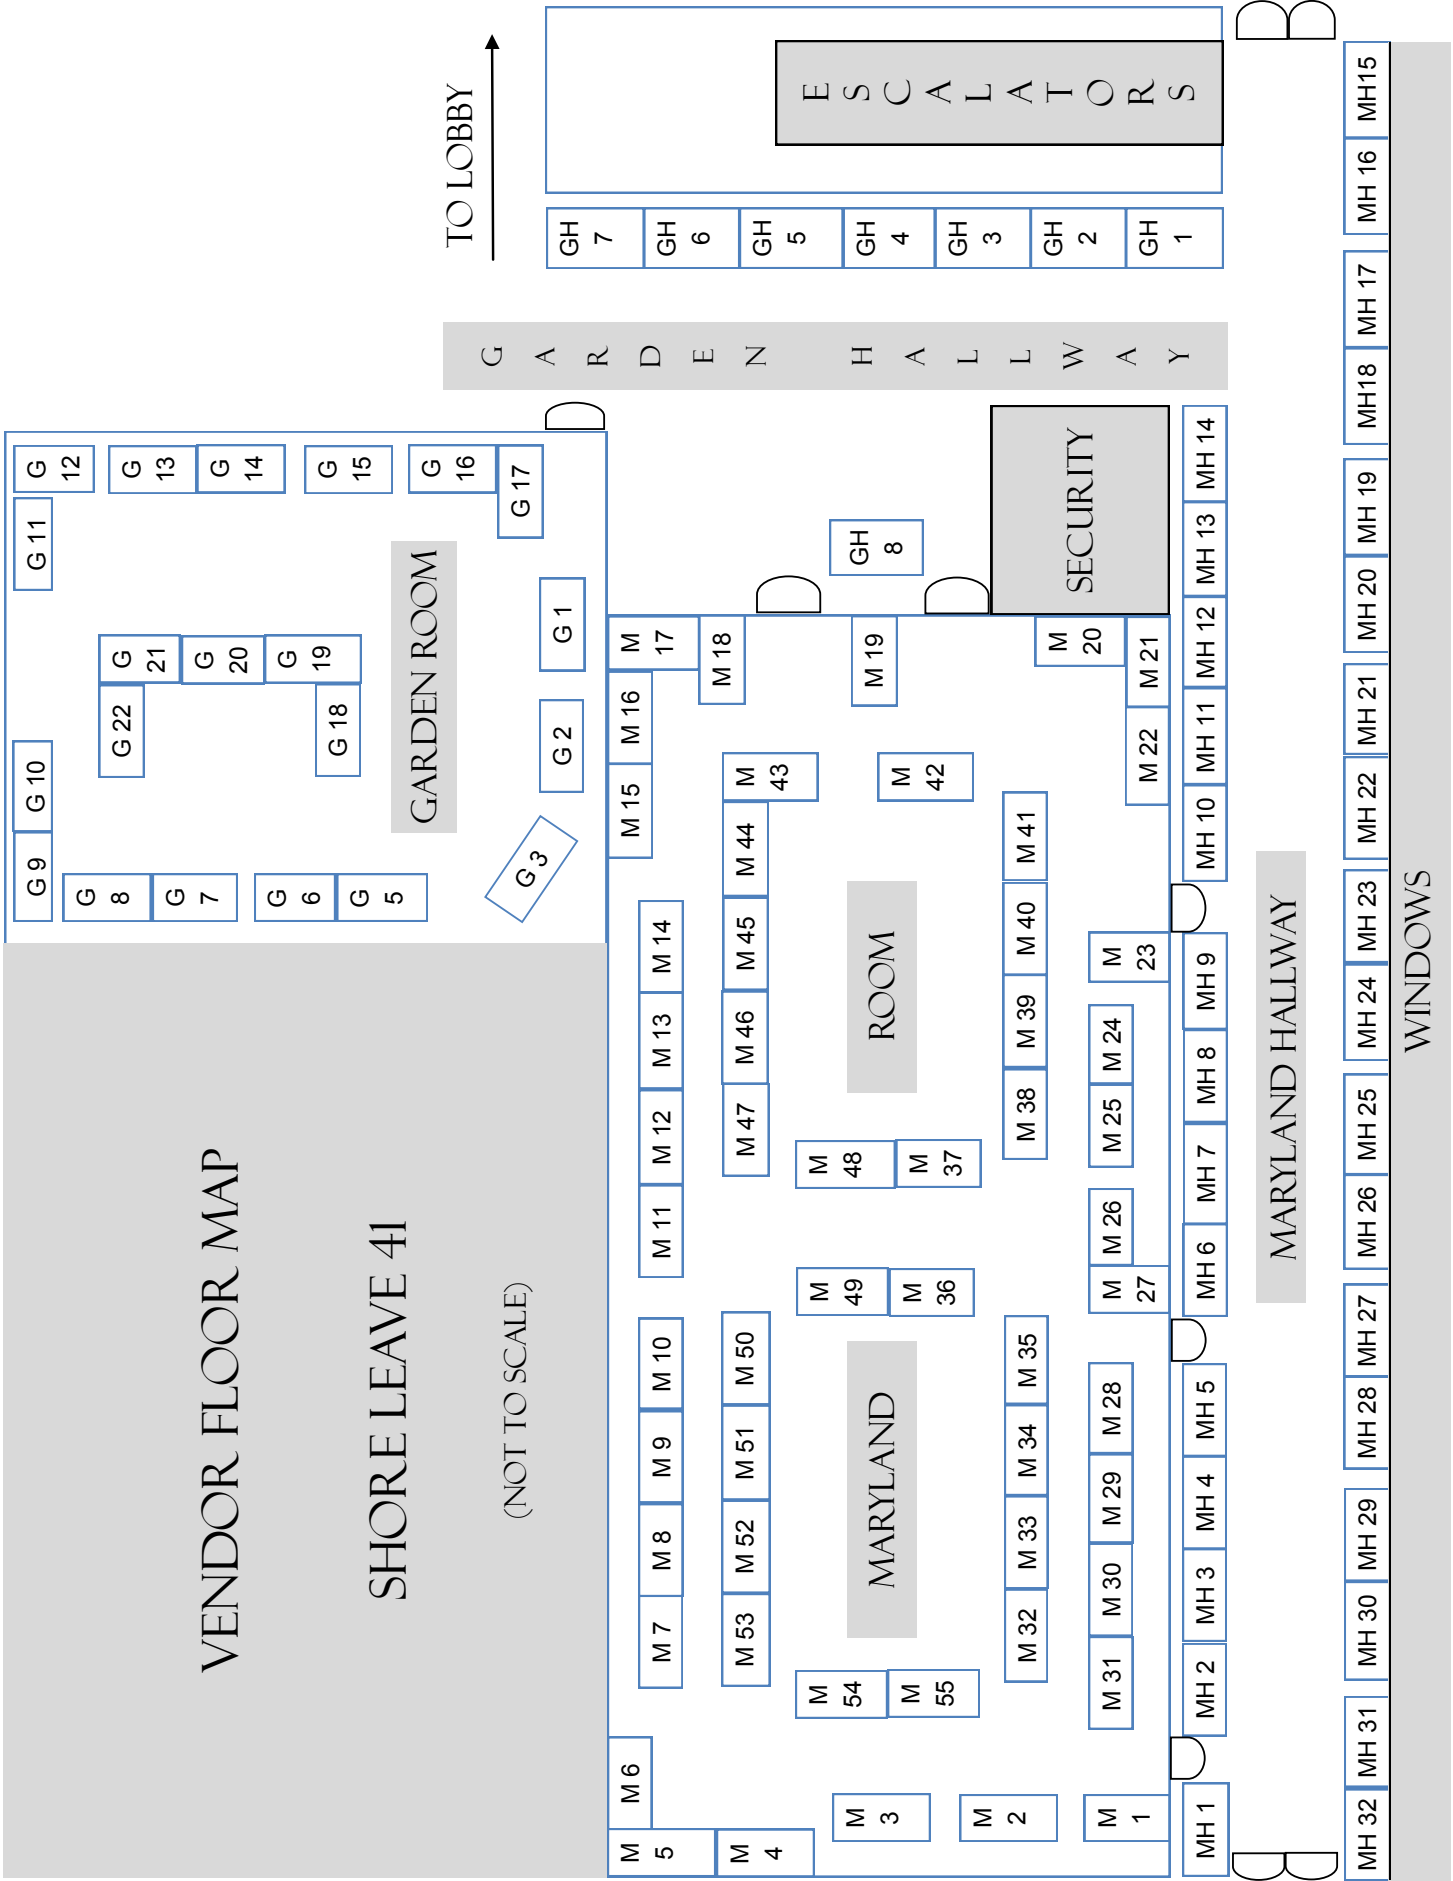 VENDOR FLOOR MAP
SHORE LEAVE 41
(NOT TO SCALE)
TO LOBBY
ESCALATORS
GH 7
GH 6
GH 5
GH 4
GH 3
GH 2
GH 1
GARDEN HALLWAY
G 12
G 13
G 14
G 15
G 16
G 17
G 11
G 21
G 20
G 19
G 22
G 18
GARDEN ROOM
G 1
G 2
G 3
G 10
G 9
G 8
G 7
G 6
G 5
GH 8
SECURITY
M 17
M 18
M 19
M 20
M 21
M 22
M 16
M 15
M 43
M 42
M 44
M 45
M 46
M 47
M 41
M 40
M 39
M 38
M 14
M 13
M 12
M 11
ROOM
M 23
M 24
M 25
M 26
M 27
M 48
M 37
M 49
M 36
M 10
M 9
M 8
M 7
M 50
M 51
M 52
M 53
MARYLAND
M 35
M 34
M 33
M 32
M 28
M 29
M 30
M 31
M 54
M 55
M 6
M 5
M 4
M 3
M 2
M 1
MH 14
MH 13
MH 12
MH 11
MH 10
MH 9
MH 8
MH 7
MH 6
MH 5
MH 4
MH 3
MH 2
MH 1
MARYLAND HALLWAY
MH15
MH 16
MH 17
MH18
MH 19
MH 20
MH 21
MH 22
MH 23
MH 24
MH 25
MH 26
MH 27
MH 28
MH 29
MH 30
MH 31
MH 32
WINDOWS